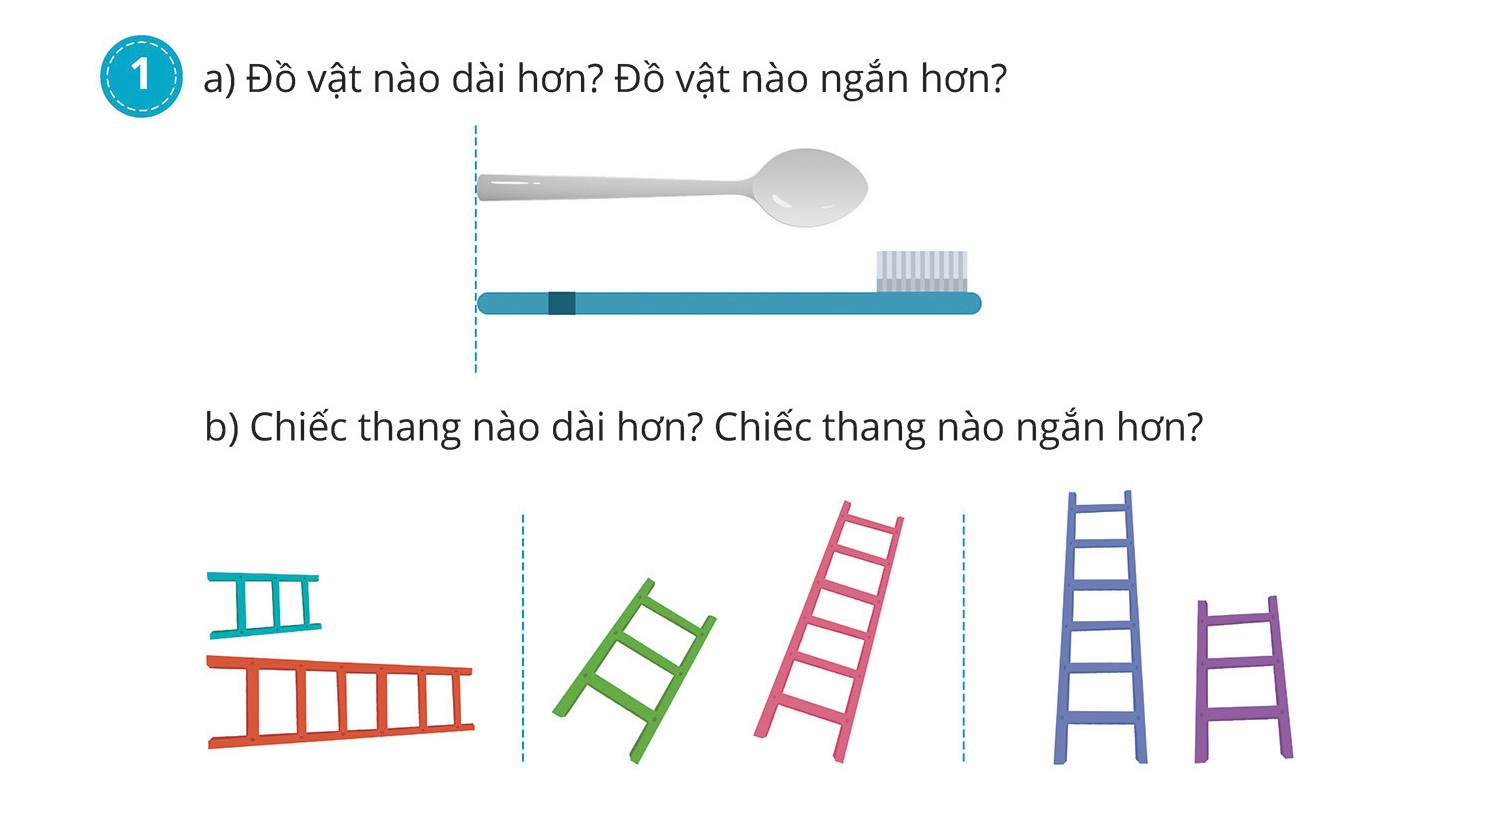 1
a) Đồ vật nào dài hơn? Đồ vật nào ngắn hơn?
b) Chiếc thang nào dài hơn? Chiếc thang nào ngắn hơn?